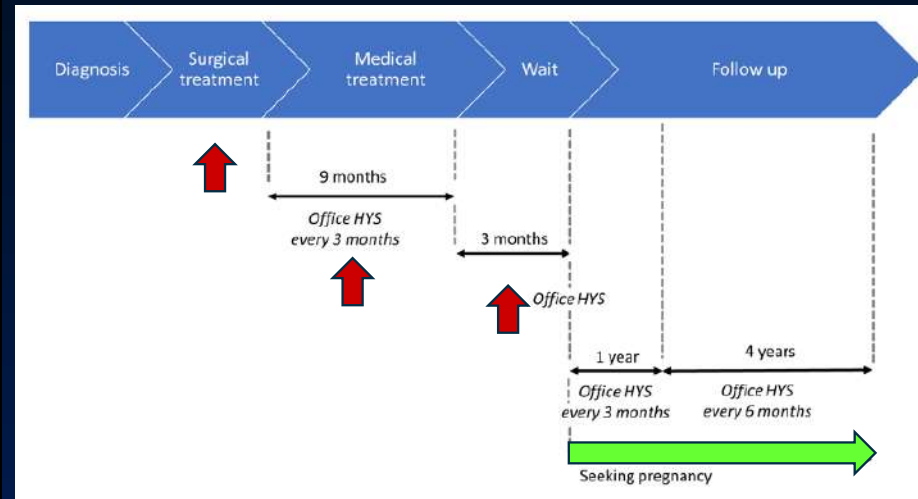 Diagnosis
Surgical
treatment
Medical
treatment
Wait
Follow up
9 months
Office HYS
every 3 months
3 months
Office HYS
1 year
4 years
Office HYS
every 3 months
Office HYS
every 6 months
Seeking pregnancy